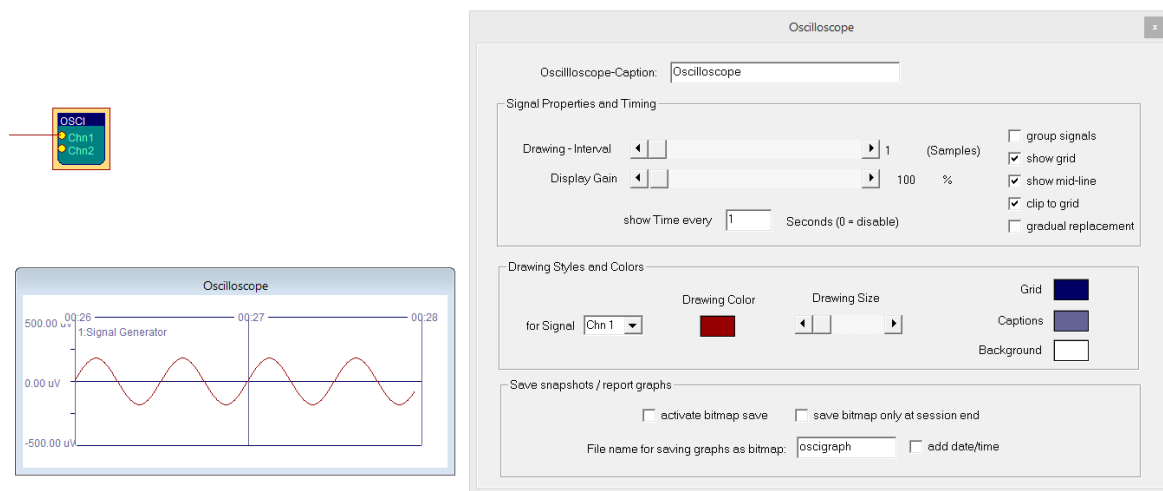 OSCI
Chn1
Chn2
Oscilloscope
500.00 uV
00:26
00:27
00:28
1:Signal Generator
0.00 uV
-500.00 uV
Oscilloscope
x
Oscillloscope-Caption: Oscilloscope
Signal Properties and Timing
Drawing - Interval 1 (Samples)
Display Gain 100 %
show Time every 1 Seconds (0 = disable)
group signals
show grid
show mid-line
clip to grid
gradual replacement
Drawing Styles and Colors
for Signal Chn 1
Drawing Color
Drawing Size
Grid
Captions
Background
Save snapshots / report graphs
activate bitmap save save bitmap only at session end
File name for saving graphs as bitmap: oscigraph add date/time